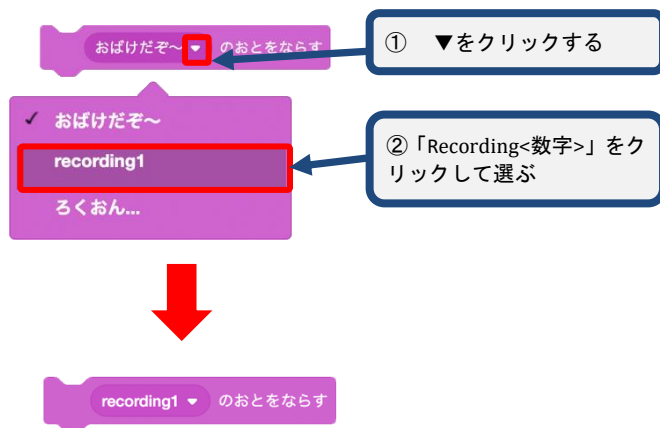 おばけだぞ～ ▼ のおとをならす
① ▼をクリックする
✓ おばけだぞ～
recording1
ろくおん...
②「Recording<数字>」をク
リックして選ぶ
recording1 ▼ のおとをならす